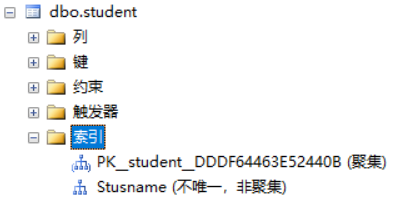 dbo.student
列
键
约束
触发器
索引
PK__student__DDDF64463E52440B (聚集)
Stusname (不唯一，非聚集)